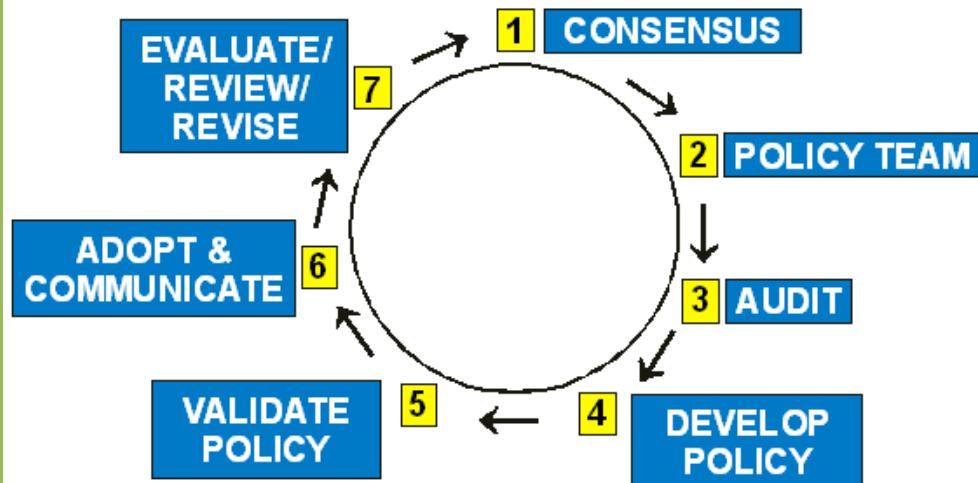 1 CONSENSUS
2 POLICY TEAM
3 AUDIT
4 DEVELOP
POLICY
5 VALIDATE
POLICY
6 ADOPT &
COMMUNICATE
7 EVALUATE/
REVIEW/
REVISE